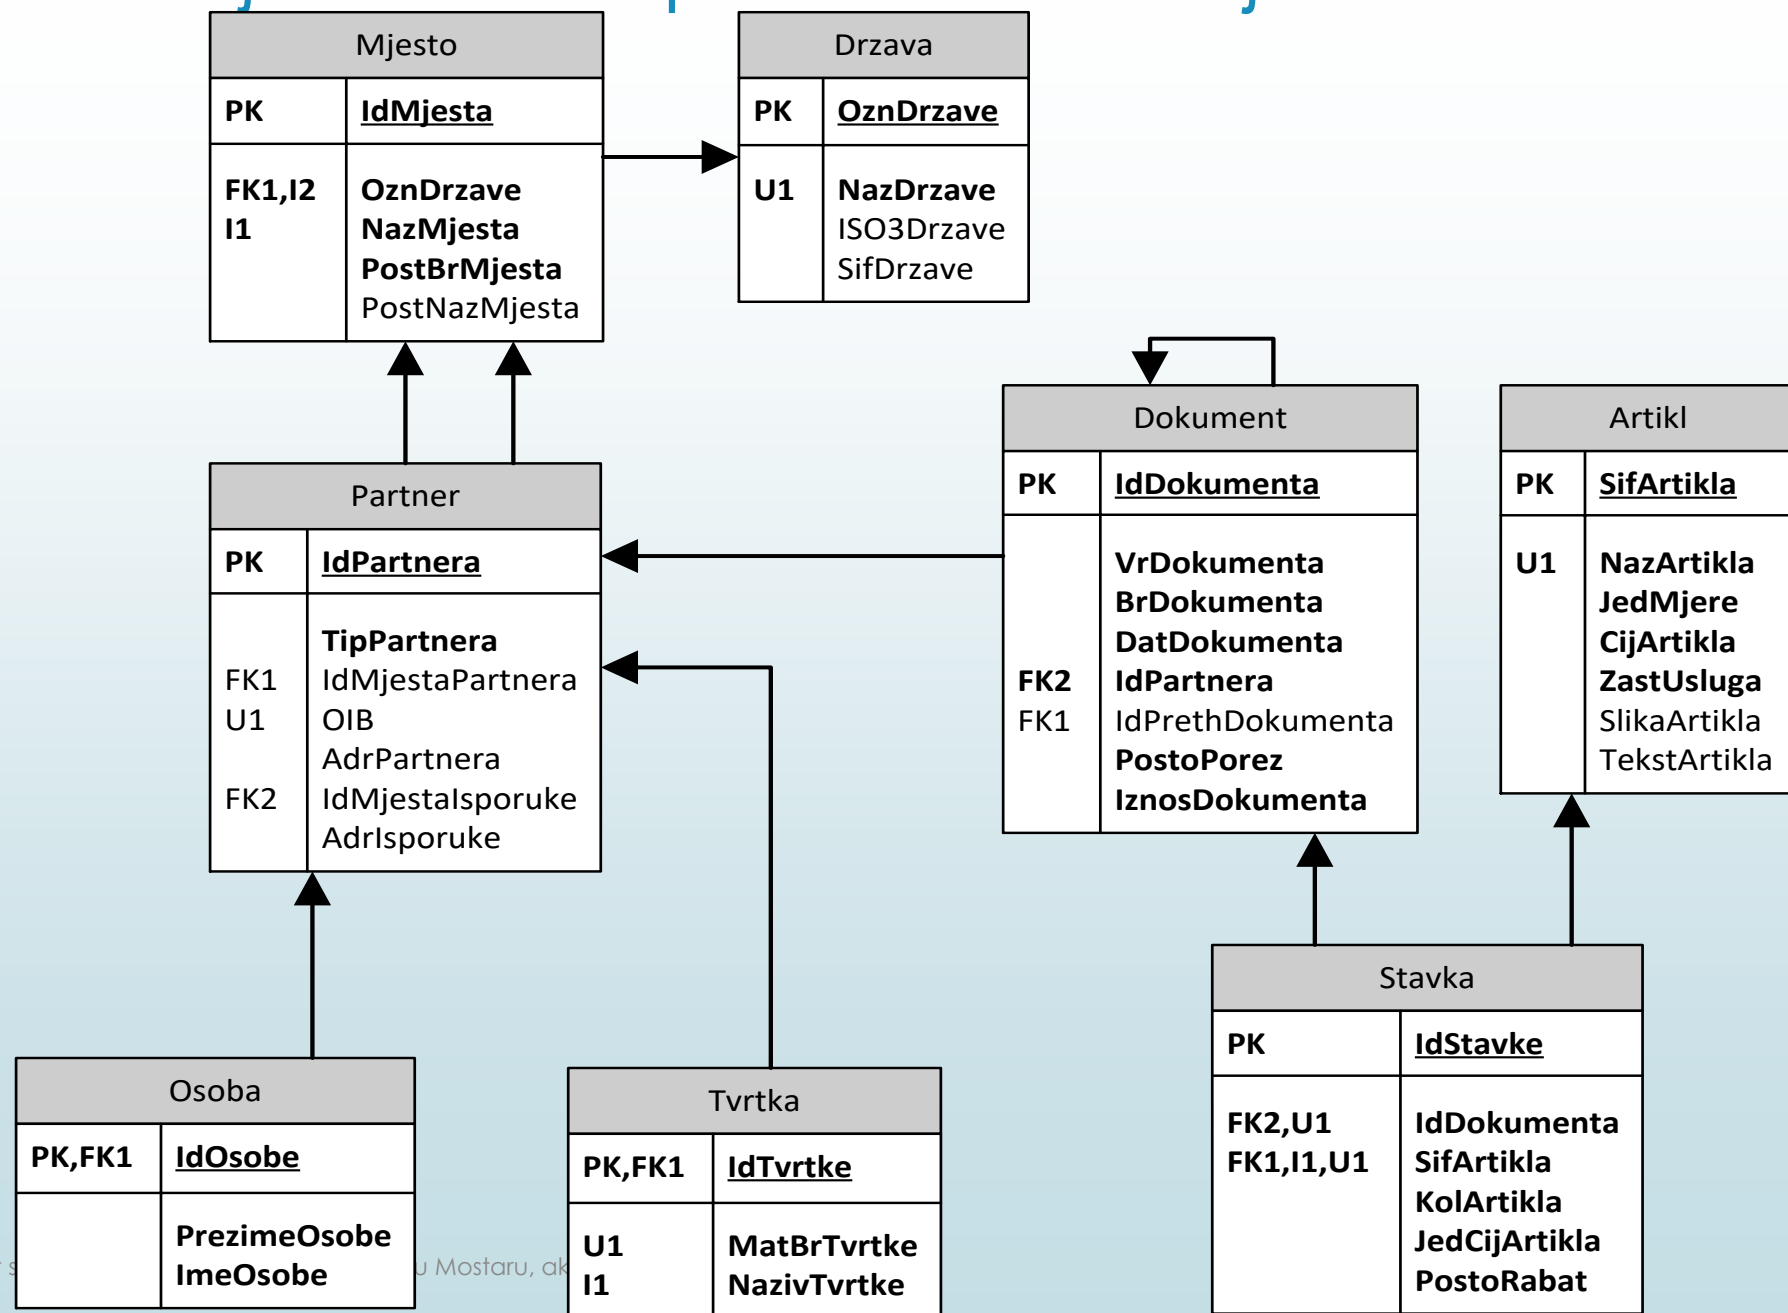 Mjesto
PK IdMjesta
FK1,I2 OznDrzave
I1 NazMjesta
PostBrMjesta
PostNazMjesta
Drzava
PK OznDrzave
U1 NazDrzave
ISO3Drzave
SifDrzave
Partner
PK IdPartnera
TipPartnera
FK1 IdMjestaPartnera
U1 OIB
AdrPartnera
FK2 IdMjestaIsporuke
AdrIsporuke
Dokument
PK IdDokumenta
VrDokumenta
BrDokumenta
DatDokumenta
FK2 IdPartnera
FK1 IdPrethDokumenta
PostoPorez
IznosDokumenta
Artikl
PK SifArtikla
U1 NazArtikla
JedMjere
CijArtikla
ZastUsluga
SlikaArtikla
TekstArtikla
Osoba
PK,FK1 IdOsobe
PrezimeOsobe
ImeOsobe
Tvrtka
PK,FK1 IdTvrtke
U1 MatBrTvrtke
I1 NazivTvrtke
Stavka
PK IdStavke
FK2,U1 IdDokumenta
FK1,I1,U1 SifArtikla
KolArtikla
JedCijArtikla
PostoRabat
u Mostaru,